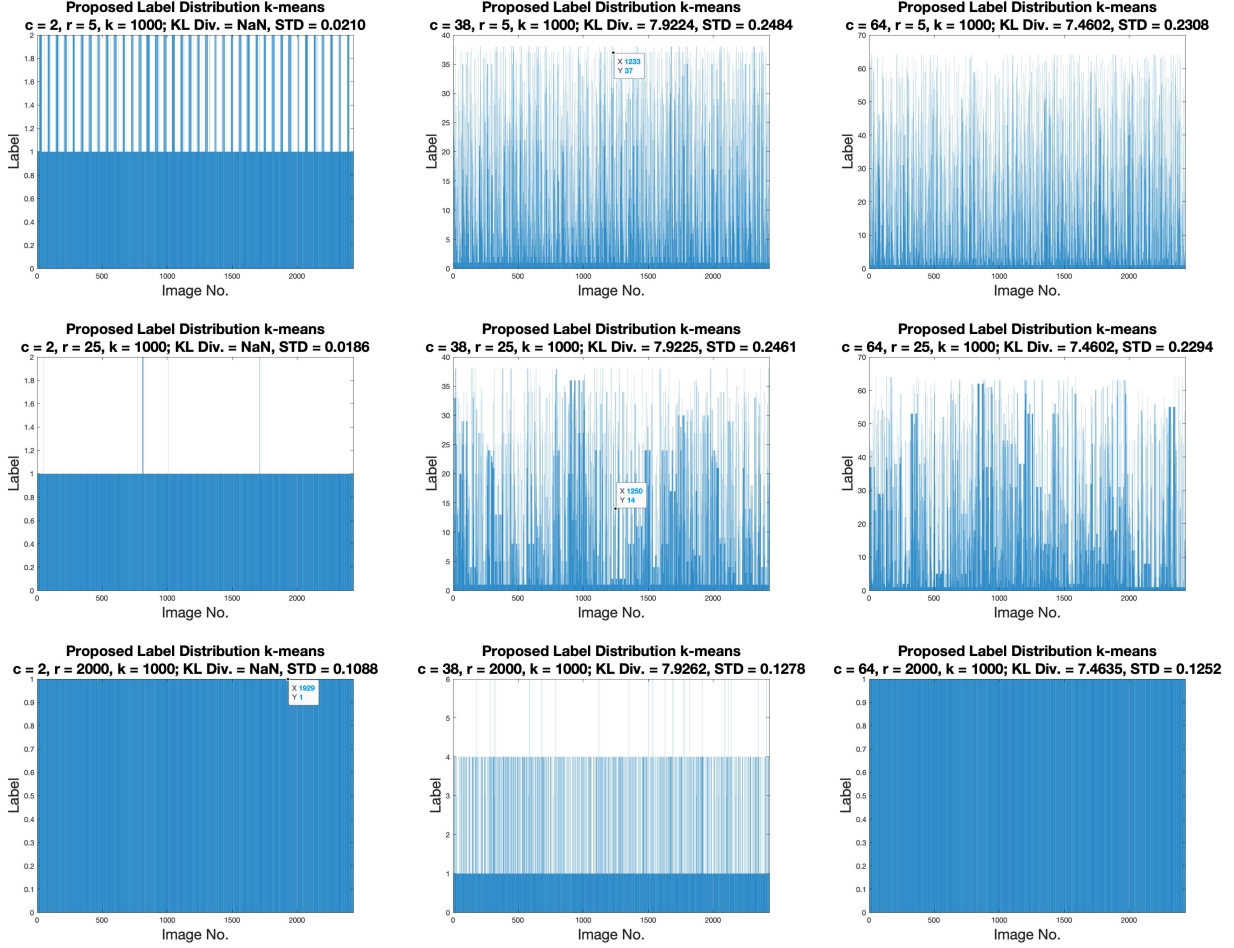 Proposed Label Distribution k-means
c = 2, r = 5, k = 1000; KL Div. = NaN, STD = 0.0210
2
1.8
1.6
1.4
1.2
1
0.8
0.6
0.4
0.2
0
Label
0 500 1000 1500 2000
Image No.
Proposed Label Distribution k-means
c = 38, r = 5, k = 1000; KL Div. = 7.9224, STD = 0.2484
40
35
30
25
20
15
10
5
0
Label
X 1233
Y 37
0 500 1000 1500 2000
Image No.
Proposed Label Distribution k-means
c = 64, r = 5, k = 1000; KL Div. = 7.4602, STD = 0.2308
70
60
50
40
30
20
10
0
Label
0 500 1000 1500 2000
Image No.
Proposed Label Distribution k-means
c = 2, r = 25, k = 1000; KL Div. = NaN, STD = 0.0186
2
1.8
1.6
1.4
1.2
1
0.8
0.6
0.4
0.2
0
Label
0 500 1000 1500 2000
Image No.
Proposed Label Distribution k-means
c = 38, r = 25, k = 1000; KL Div. = 7.9225, STD = 0.2461
40
35
30
25
20
15
10
5
0
Label
X 1250
Y 14
0 500 1000 1500 2000
Image No.
Proposed Label Distribution k-means
c = 64, r = 25, k = 1000; KL Div. = 7.4602, STD = 0.2294
70
60
50
40
30
20
10
0
Label
0 500 1000 1500 2000
Image No.
Proposed Label Distribution k-means
c = 2, r = 2000, k = 1000; KL Div. = NaN, STD = 0.1088
1
0.9
0.8
0.7
0.6
0.5
0.4
0.3
0.2
0.1
0
Label
X 1929
Y 1
0 500 1000 1500 2000
Image No.
Proposed Label Distribution k-means
c = 38, r = 2000, k = 1000; KL Div. = 7.9262, STD = 0.1278
6
5
4
3
2
1
0
Label
0 500 1000 1500 2000
Image No.
Proposed Label Distribution k-means
c = 64, r = 2000, k = 1000; KL Div. = 7.4635, STD = 0.1252
1
0.9
0.8
0.7
0.6
0.5
0.4
0.3
0.2
0.1
0
Label
0 500 1000 1500 2000
Image No.